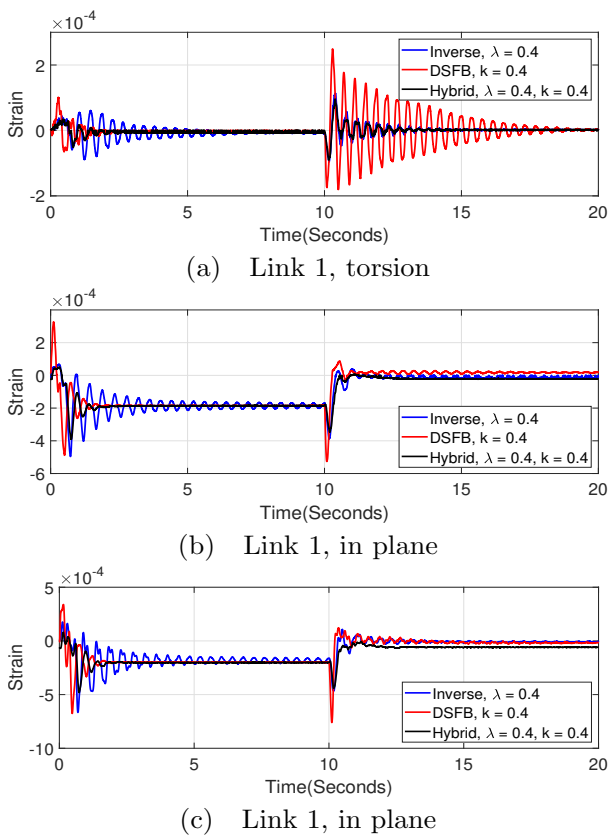 ×10⁻⁴
2
0
-2
Strain
Inverse, λ = 0.4
DSFB, k = 0.4
Hybrid, λ = 0.4, k = 0.4
0 5 10 15 20
Time(Seconds)
(a) Link 1, torsion
×10⁻⁴
4
2
0
-2
-4
-6
Strain
Inverse, λ = 0.4
DSFB, k = 0.4
Hybrid, λ = 0.4, k = 0.4
0 5 10 15 20
Time(Seconds)
(b) Link 1, in plane
×10⁻⁴
5
0
-5
-10
Strain
Inverse, λ = 0.4
DSFB, k = 0.4
Hybrid, λ = 0.4, k = 0.4
0 5 10 15 20
Time(Seconds)
(c) Link 1, in plane